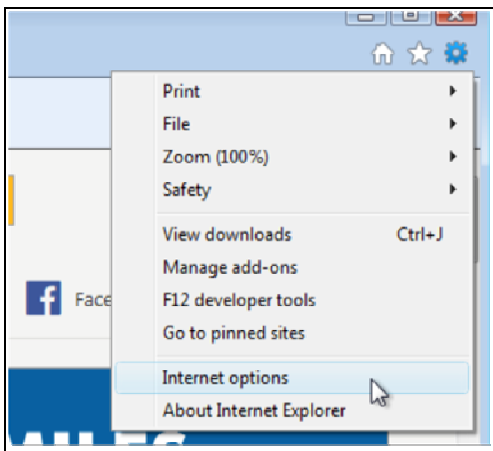 Print
File
Zoom (100%)
Safety
View downloads Ctrl+J
Manage add-ons
F12 developer tools
Go to pinned sites
f Face
Internet options
About Internet Explorer